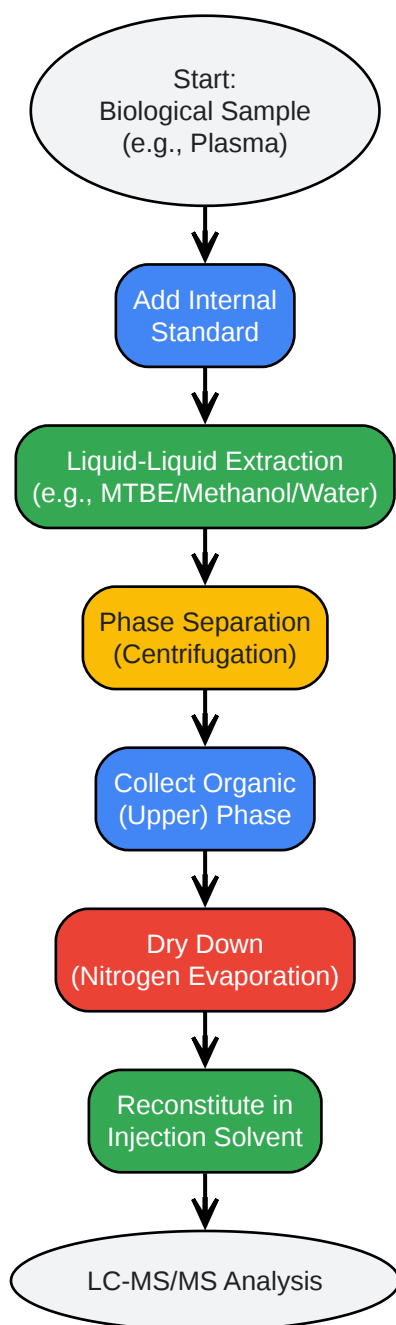 Start:
Biological Sample
(e.g., Plasma)
Add Internal
Standard
Liquid-Liquid Extraction
(e.g., MTBE/Methanol/Water)
Phase Separation
(Centrifugation)
Collect Organic
(Upper) Phase
Dry Down
(Nitrogen Evaporation)
Reconstitute in
Injection Solvent
LC-MS/MS Analysis